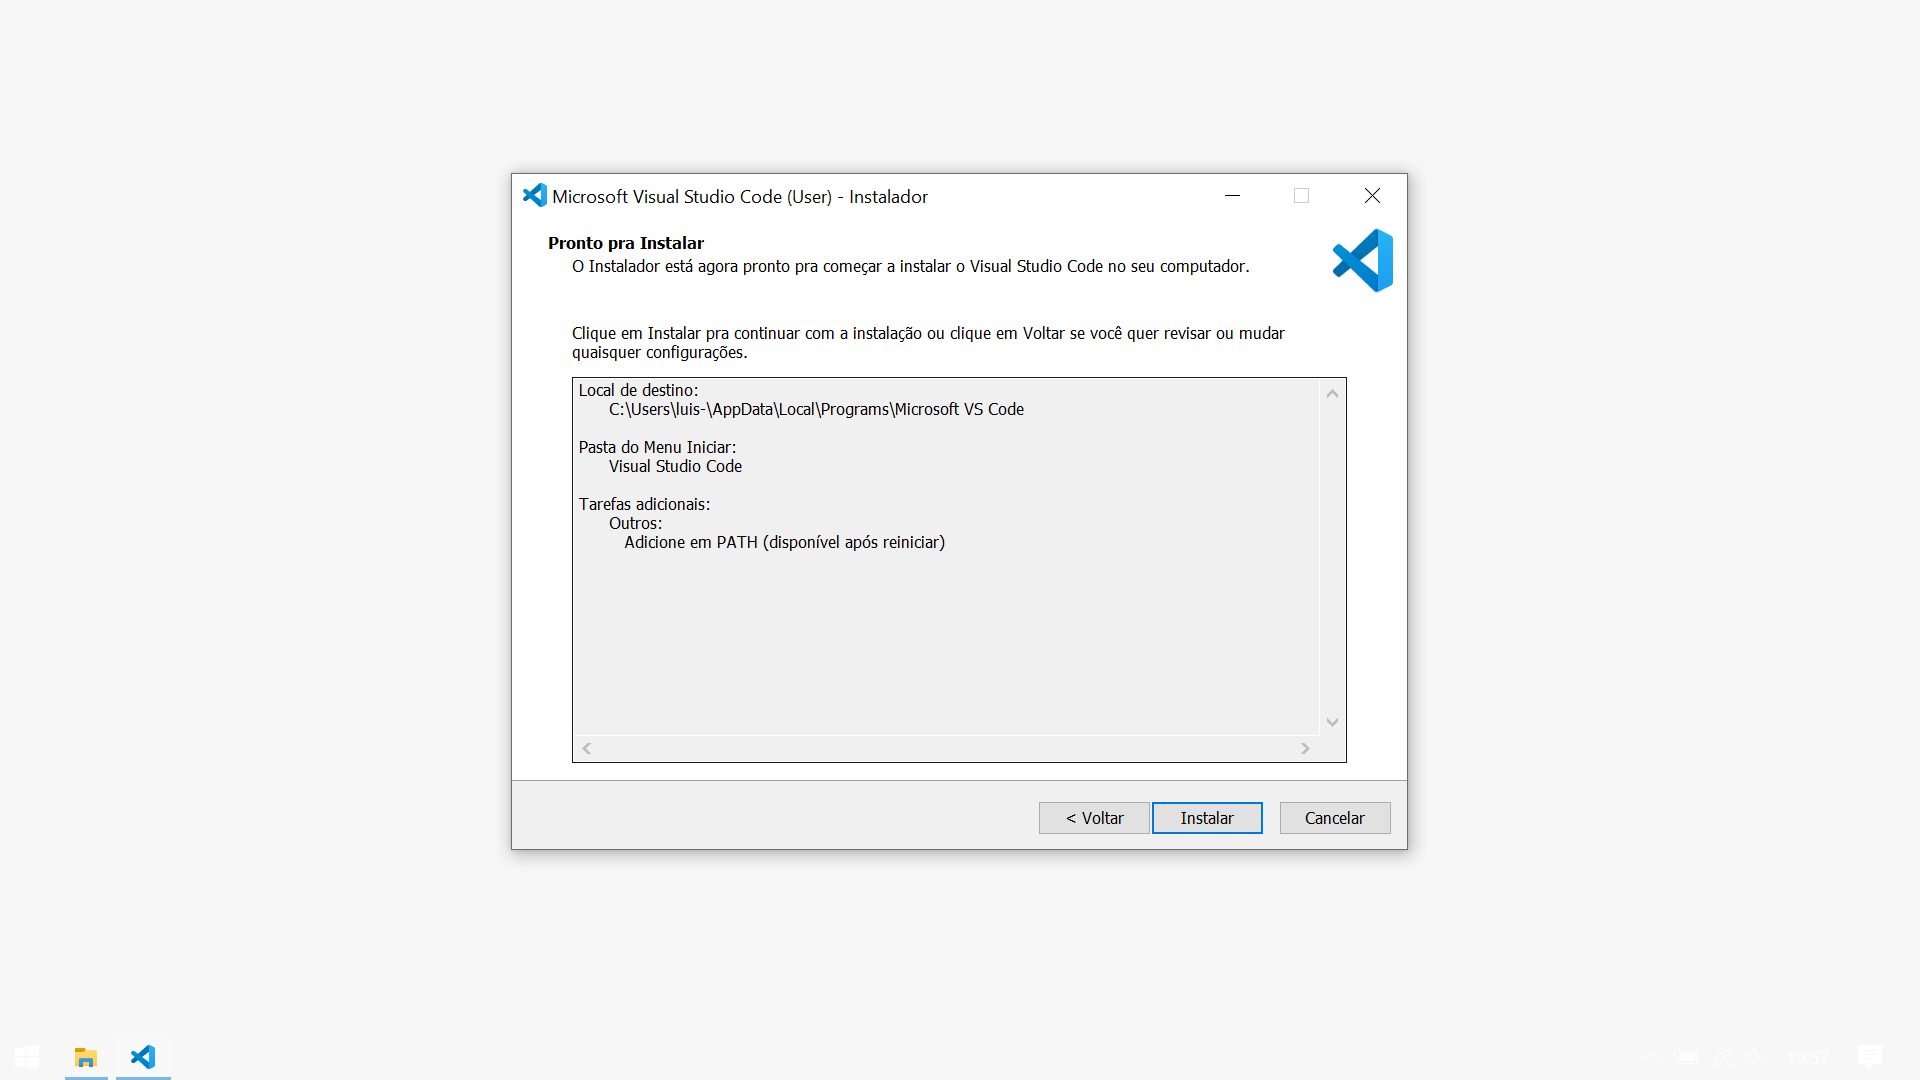 Microsoft Visual Studio Code (User) - Instalador
Pronto pra Instalar
O Instalador está agora pronto pra começar a instalar o Visual Studio Code no seu computador.
Clique em Instalar pra continuar com a instalação ou clique em Voltar se você quer revisar ou mudar
quaisquer configurações.
Local de destino:
C:\Users\luis-\AppData\Local\Programs\Microsoft VS Code
Pasta do Menu Iniciar:
Visual Studio Code
Tarefas adicionais:
Outros:
Adicione em PATH (disponível após reiniciar)
< Voltar
Instalar
Cancelar
19:57